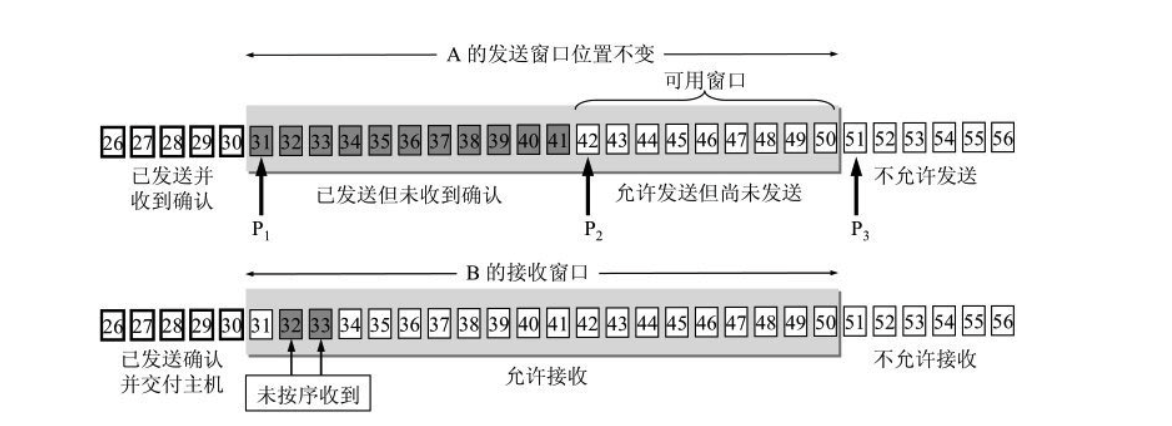 A 的发送窗口位置不变
可用窗口
26 27 28 29 30 31 32 33 34 35 36 37 38 39 40 41 42 43 44 45 46 47 48 49 50 51 52 53 54 55 56
已发送并
收到确认
已发送但未收到确认
允许发送但尚未发送
不允许发送
P1 P2 P3
B 的接收窗口
26 27 28 29 30 31 32 33 34 35 36 37 38 39 40 41 42 43 44 45 46 47 48 49 50 51 52 53 54 55 56
已发送确认
并交付主机
未按序收到
允许接收
不允许接收